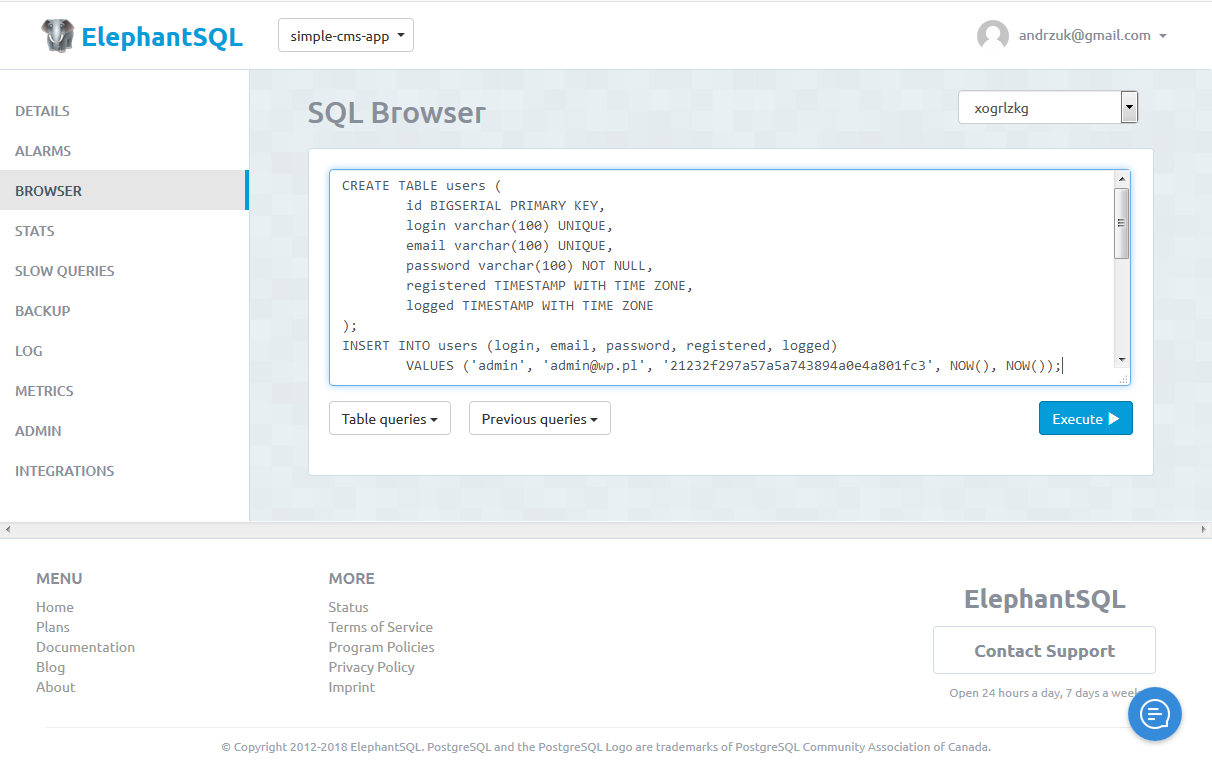 ElephantSQL
simple-cms-app
andrzuk@gmail.com
DETAILS
ALARMS
BROWSER
STATS
SLOW QUERIES
BACKUP
LOG
METRICS
ADMIN
INTEGRATIONS
SQL Browser
xogrlzkg
CREATE TABLE users (
id BIGSERIAL PRIMARY KEY,
login varchar(100) UNIQUE,
email varchar(100) UNIQUE,
password varchar(100) NOT NULL,
registered TIMESTAMP WITH TIME ZONE,
logged TIMESTAMP WITH TIME ZONE
);
INSERT INTO users (login, email, password, registered, logged)
VALUES ('admin', 'admin@wp.pl', '21232f297a57a5a743894a0e4a801fc3', NOW(), NOW());
Table queries
Previous queries
Execute
MENU
Home
Plans
Documentation
Blog
About
MORE
Status
Terms of Service
Program Policies
Privacy Policy
Imprint
ElephantSQL
Contact Support
Open 24 hours a day, 7 days a week
© Copyright 2012-2018 ElephantSQL. PostgreSQL and the PostgreSQL Logo are trademarks of PostgreSQL Community Association of Canada.